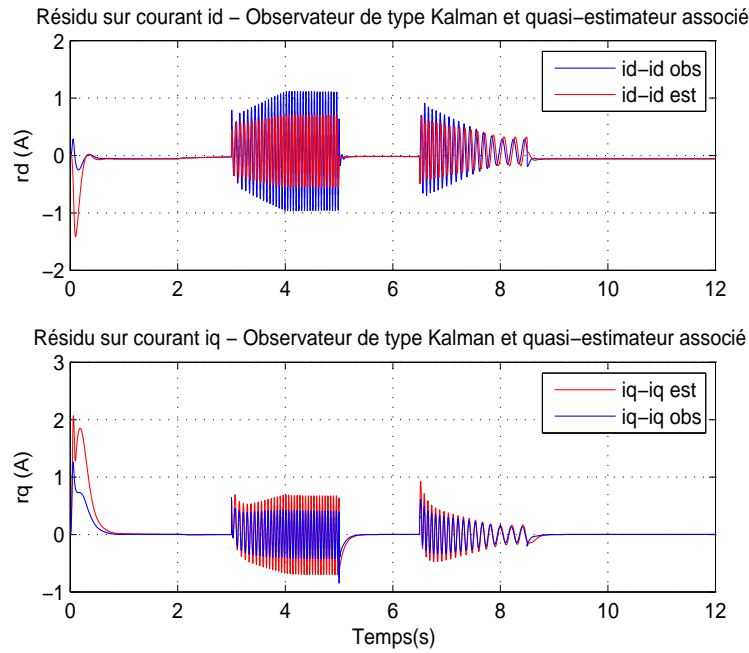 Résidu sur courant id − Observateur de type Kalman et quasi−estimateur associé
2
1
0
−1
−2
rd (A)
id−id obs
id−id est
0 2 4 6 8 10 12
Résidu sur courant iq − Observateur de type Kalman et quasi−estimateur associé
3
2
1
0
−1
rq (A)
iq−iq est
iq−iq obs
0 2 4 6 8 10 12
Temps(s)